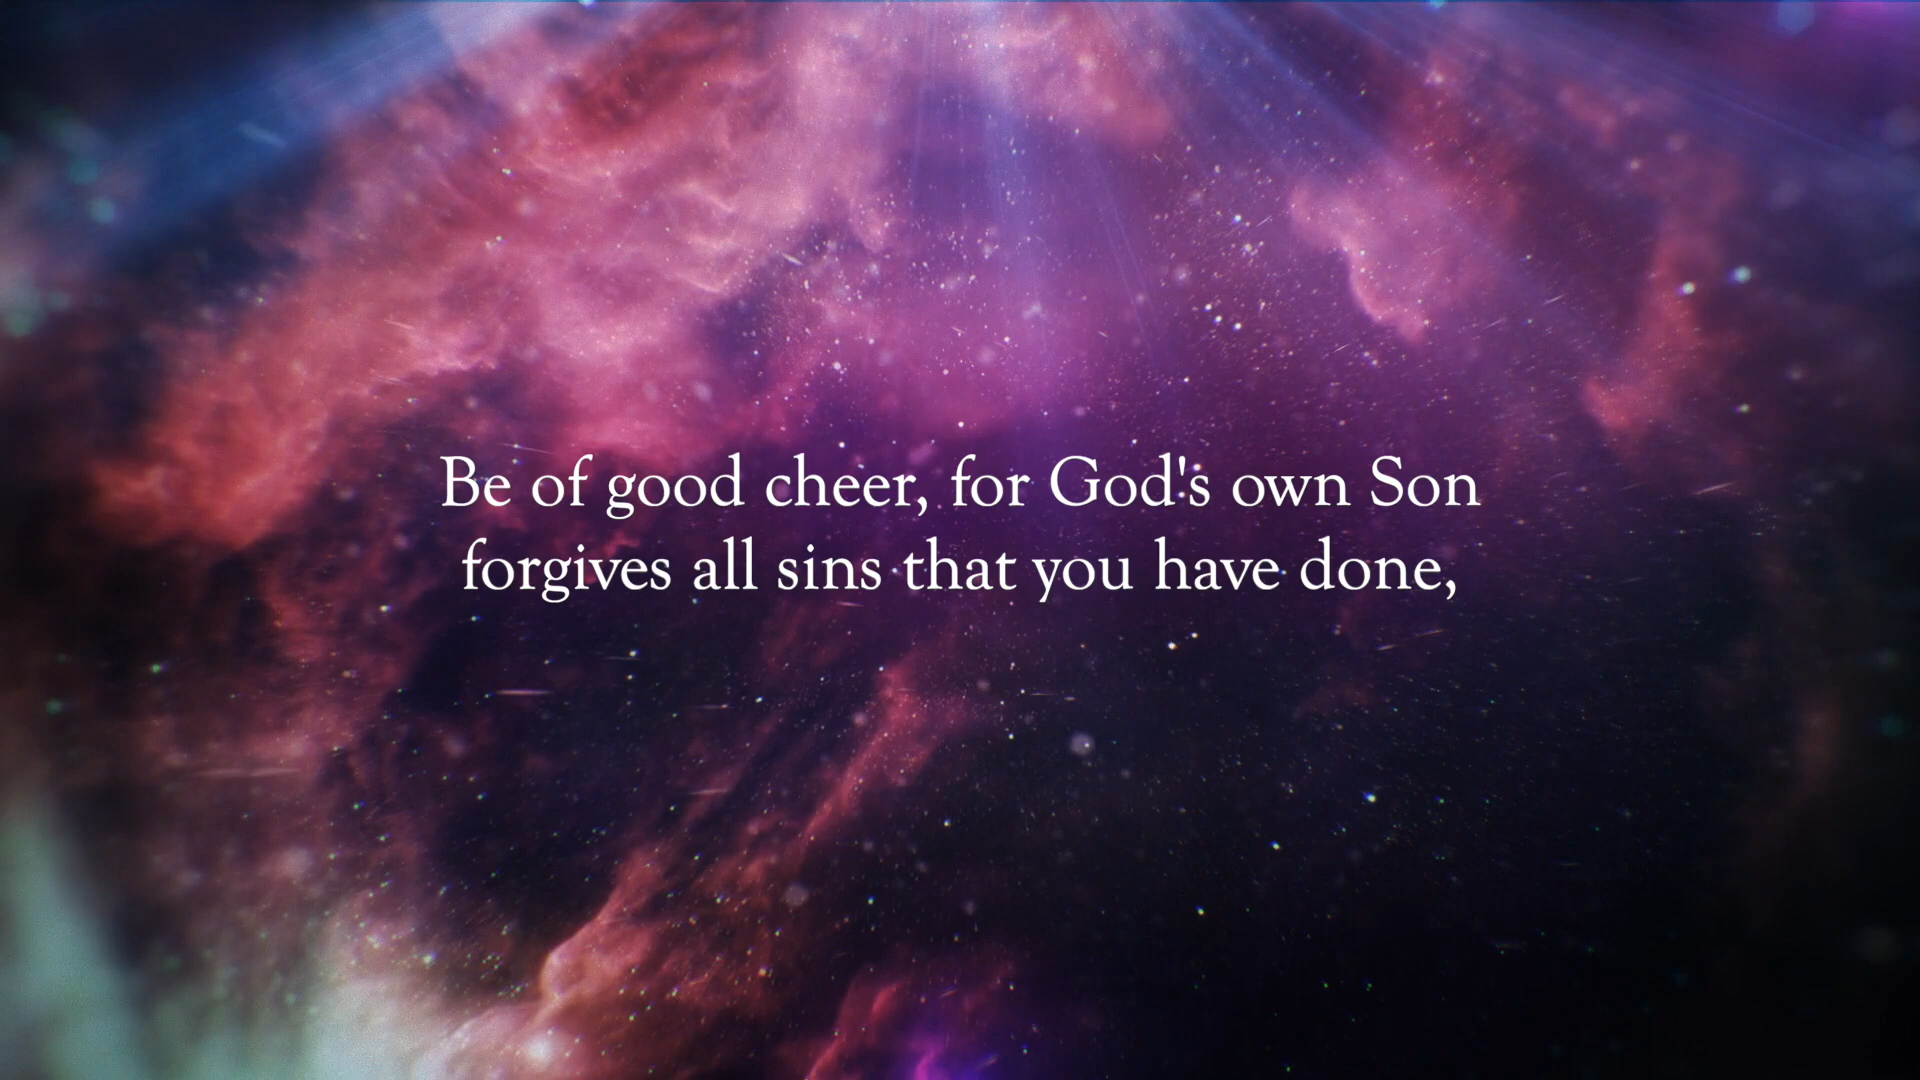 Be of good cheer, for God's own Son
forgives all sins that you have done,